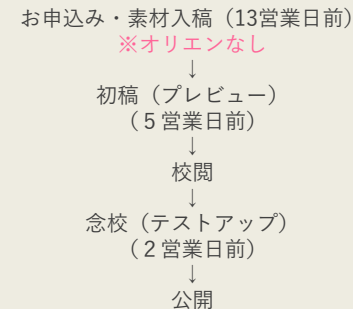 お申込み・素材入稿（13営業日前）
※オリエンなし
↓
初稿（プレビュー）
（５営業日前）
↓
校閲
↓
念校（テストアップ）
（２営業日前）
↓
公開